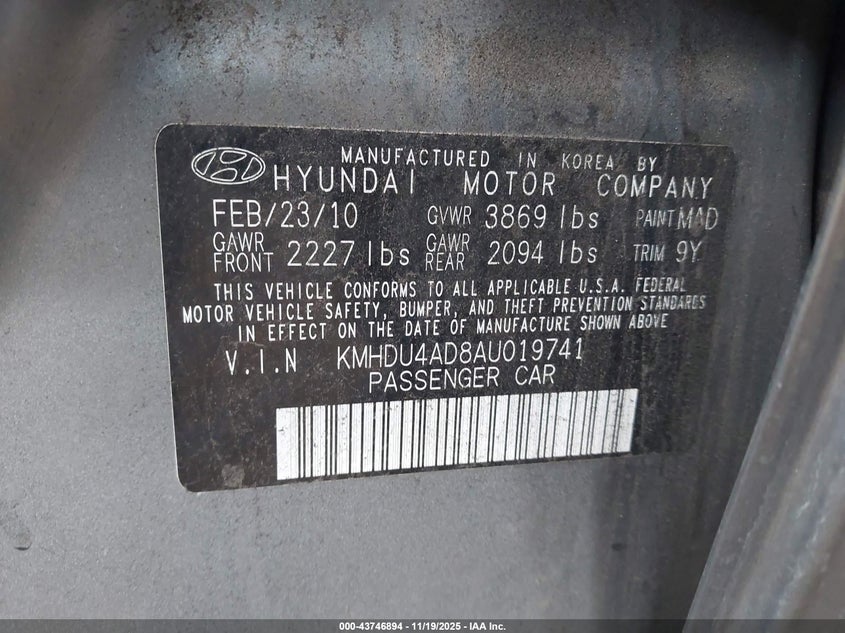 MANUFACTURED IN KOREA BY
HYUNDAI MOTOR COMPANY
FEB/23/10 GVWR 3869 lbs PAINT MAD
GAWR FRONT 2227 lbs GAWR REAR 2094 lbs TRIM 9Y
THIS VEHICLE CONFORMS TO ALL APPLICABLE U.S.A. FEDERAL
MOTOR VEHICLE SAFETY, BUMPER, AND THEFT PREVENTION STANDARDS
IN EFFECT ON THE DATE OF MANUFACTURE SHOWN ABOVE
V.I.N KMHDU4AD8AU019741
PASSENGER CAR
000-43746894 - 11/19/2025 - IAA Inc.